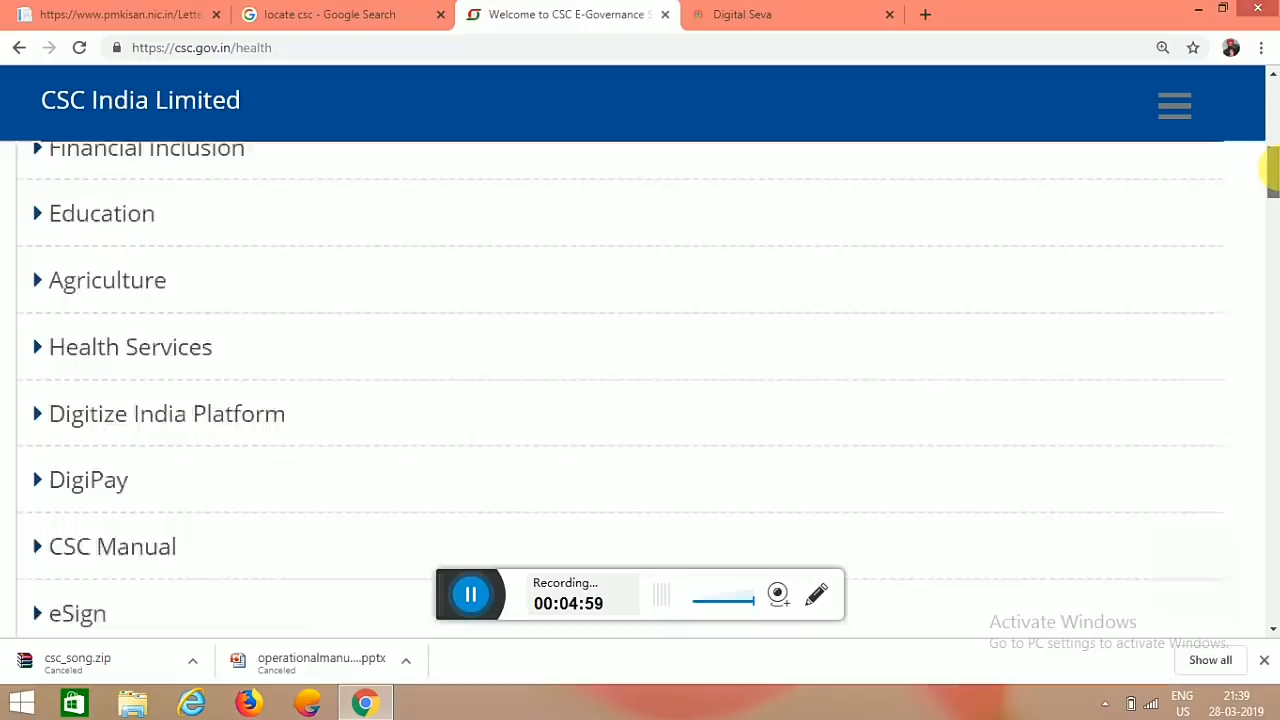 https://www.pmkisan.nic.in/Lette
locate csc - Google Search
Welcome to CSC E-Governance S
Digital Seva
https://csc.gov.in/health
CSC India Limited
Financial Inclusion
Education
Agriculture
Health Services
Digitize India Platform
DigiPay
CSC Manual
eSign
Recording...
00:04:59
Activate Windows
Go to PC settings to activate Windows.
csc_song.zip
Canceled
operationalmanu....pptx
Canceled
Show all
ENG
US
21:39
28-03-2019